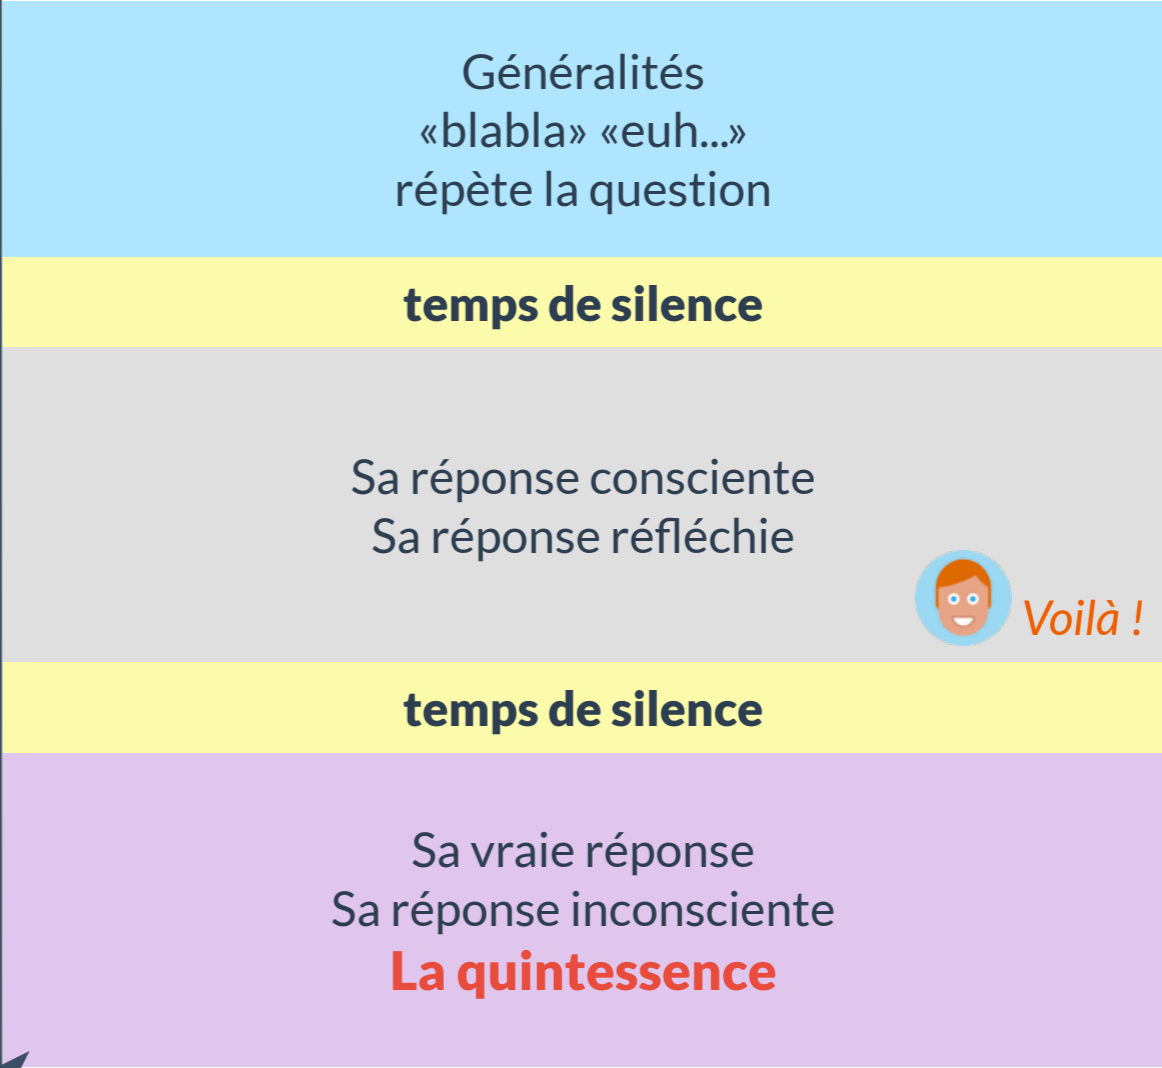 Généralités
«blabla» «euh...»
répète la question
temps de silence
Sa réponse consciente
Sa réponse réfléchie
Voilà !
temps de silence
Sa vraie réponse
Sa réponse inconsciente
La quintessence